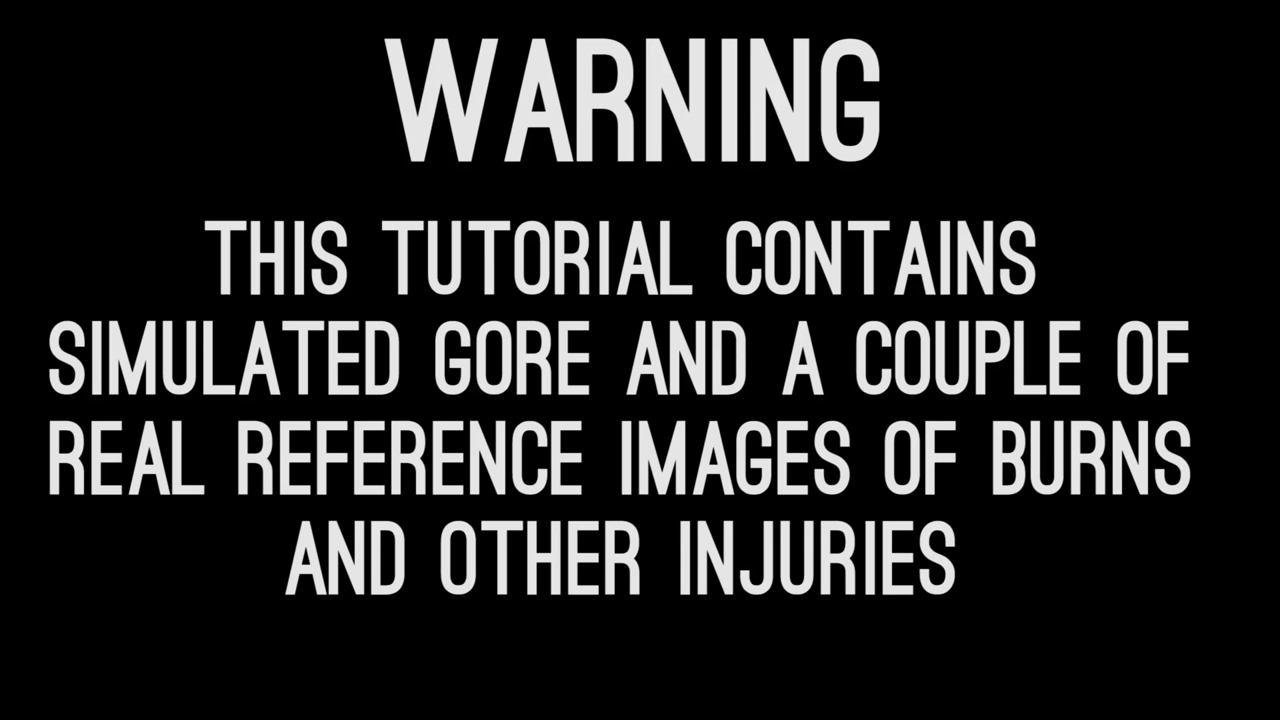 WARNING
THIS TUTORIAL CONTAINS
SIMULATED GORE AND A COUPLE OF
REAL REFERENCE IMAGES OF BURNS
AND OTHER INJURIES